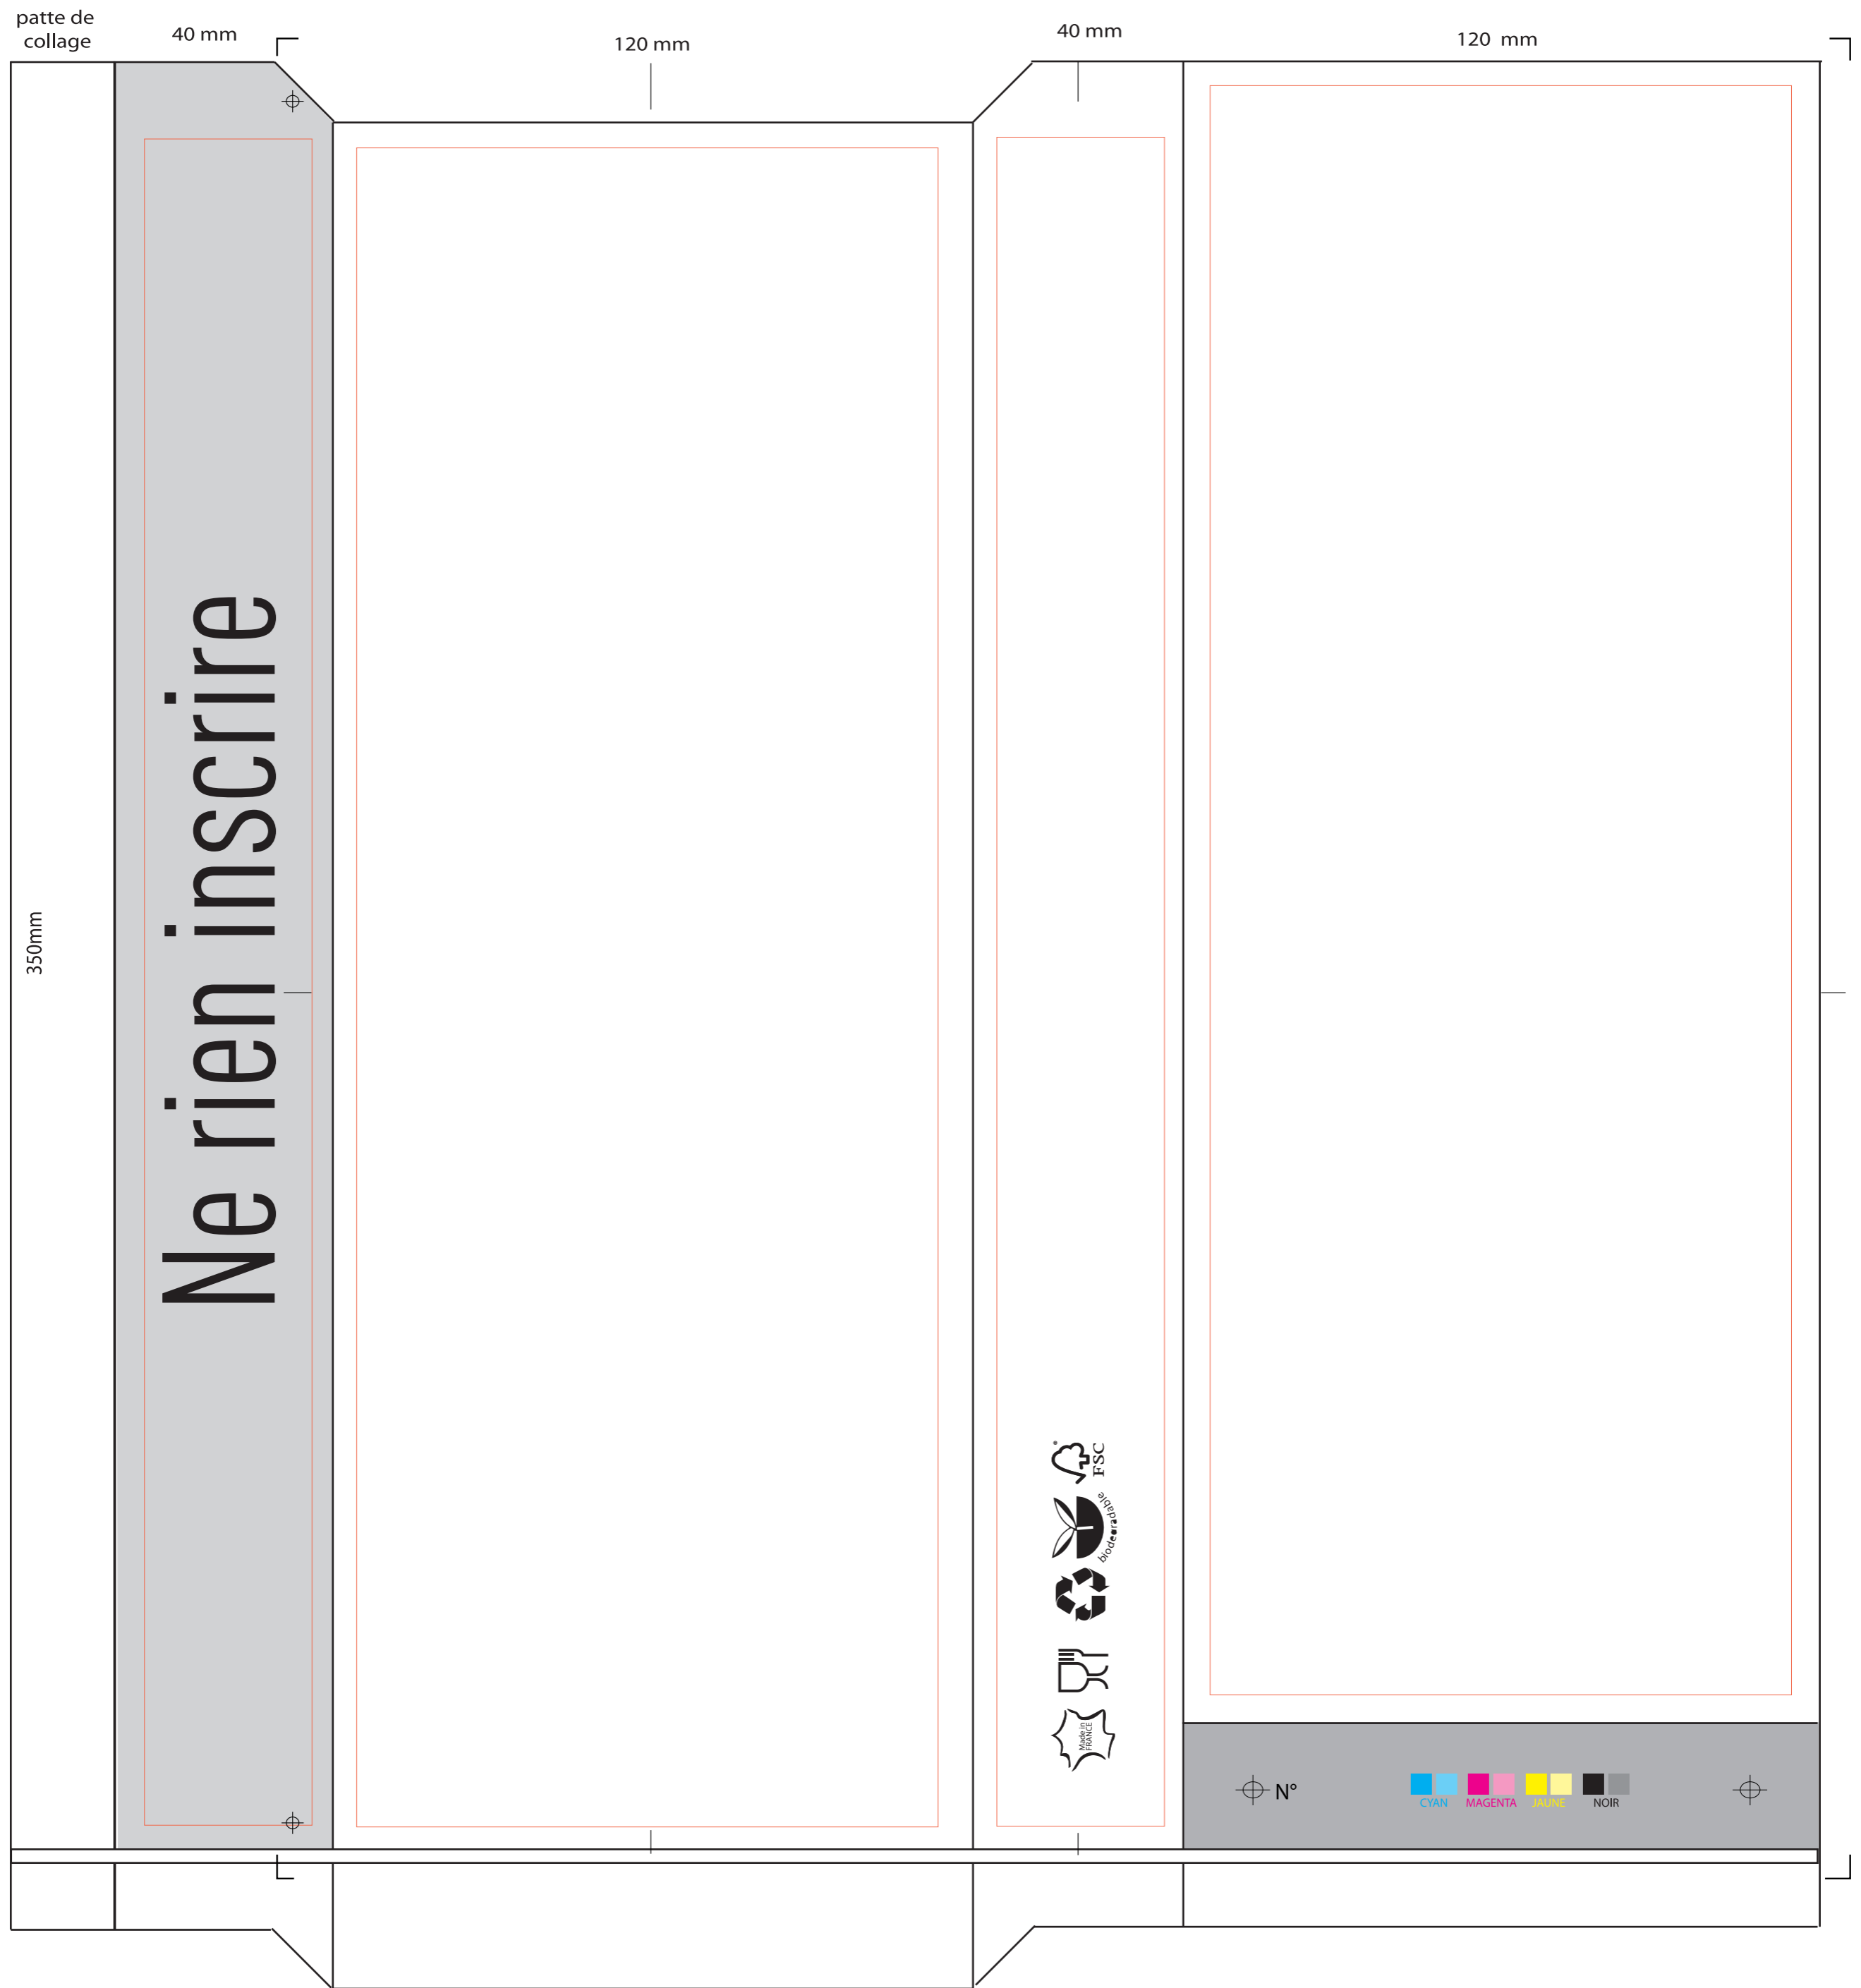 patte de
collage
40 mm
120 mm
40 mm
120 mm
350mm
Ne rien inscrire
FSC
®
biodegradable
Made in
FRANCE
N°
CYAN
MAGENTA
JAUNE
NOIR